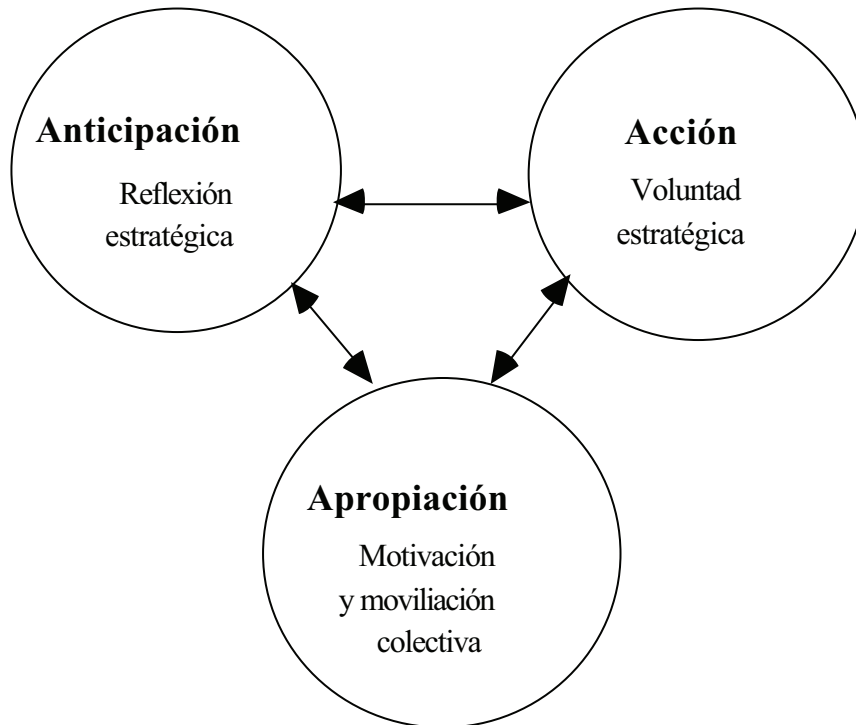 Anticipación
Reflexión
estratégica
Acción
Voluntad
estratégica
Apropiación
Motivación
y moviliación
colectiva